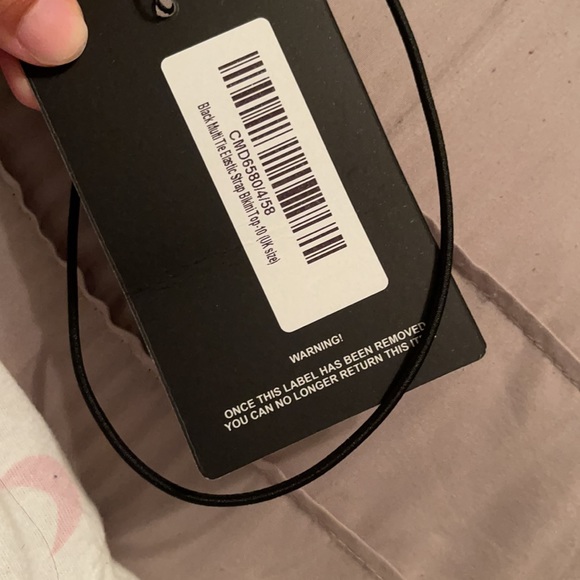 CMD6580/4/58
Black Multi Tie Elastic Strap Bikini Top-10 (UK size)
WARNING!
ONCE THIS LABEL HAS BEEN REMOVED
YOU CAN NO LONGER RETURN THIS